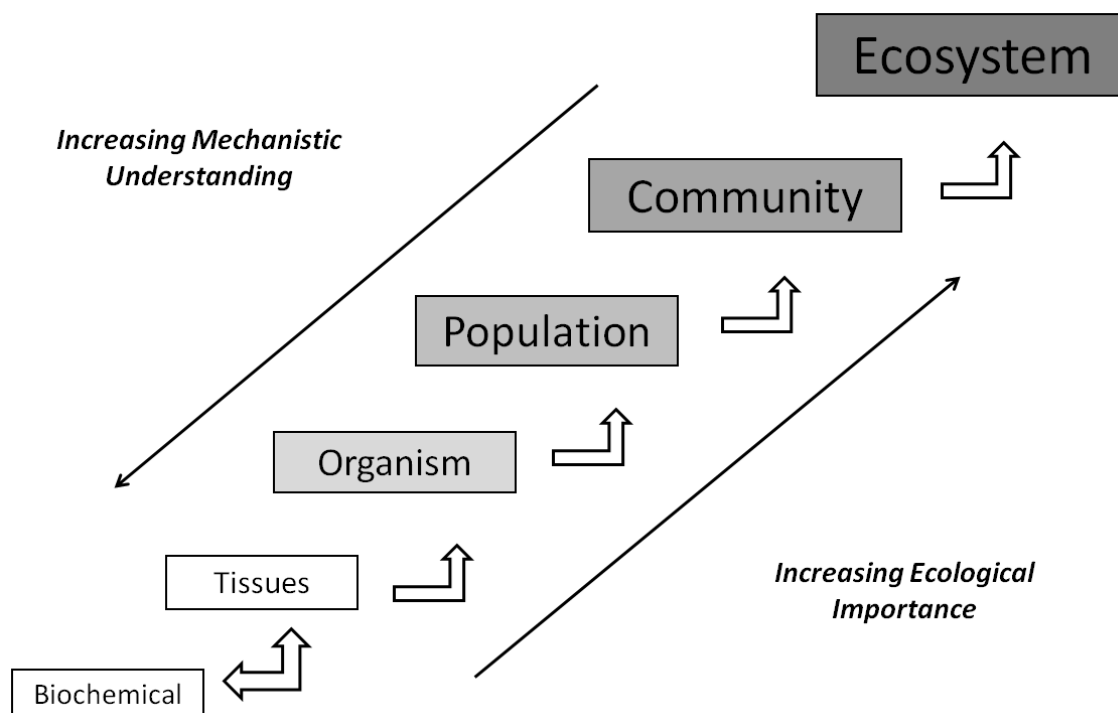 Ecosystem
Increasing Mechanistic
Understanding
Community
Population
Organism
Tissues
Increasing Ecological
Importance
Biochemical